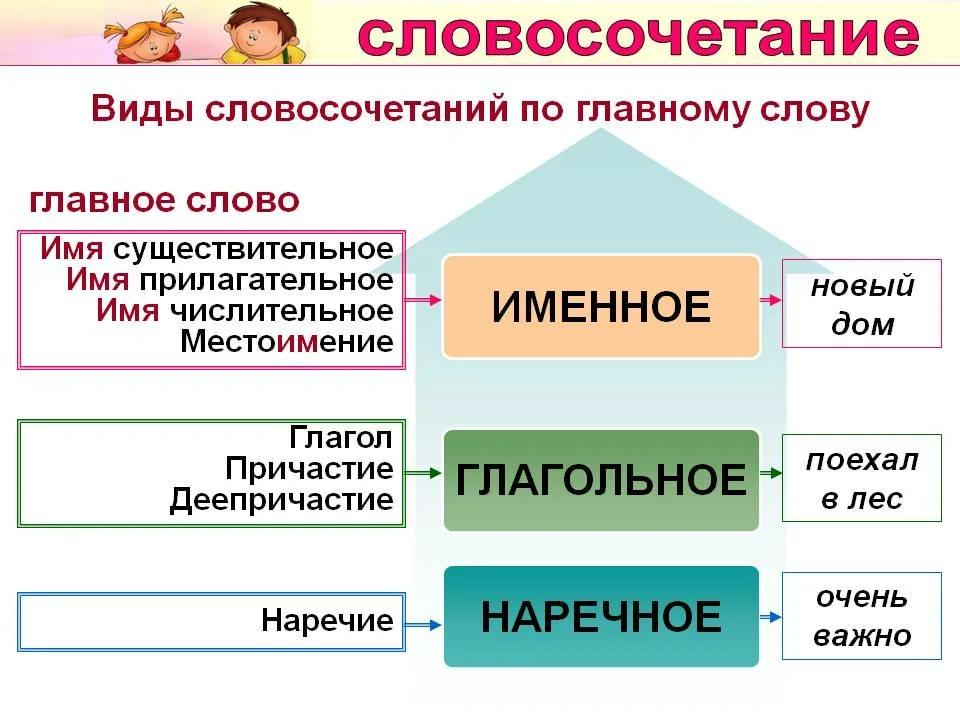 словосочетание
Виды словосочетаний по главному слову
главное слово
Имя существительное
Имя прилагательное
Имя числительное
Местоимение
ИМЕННОЕ
новый
дом
Глагол
Причастие
Деепричастие
ГЛАГОЛЬНОЕ
поехал
в лес
Наречие
НАРЕЧНОЕ
очень
важно